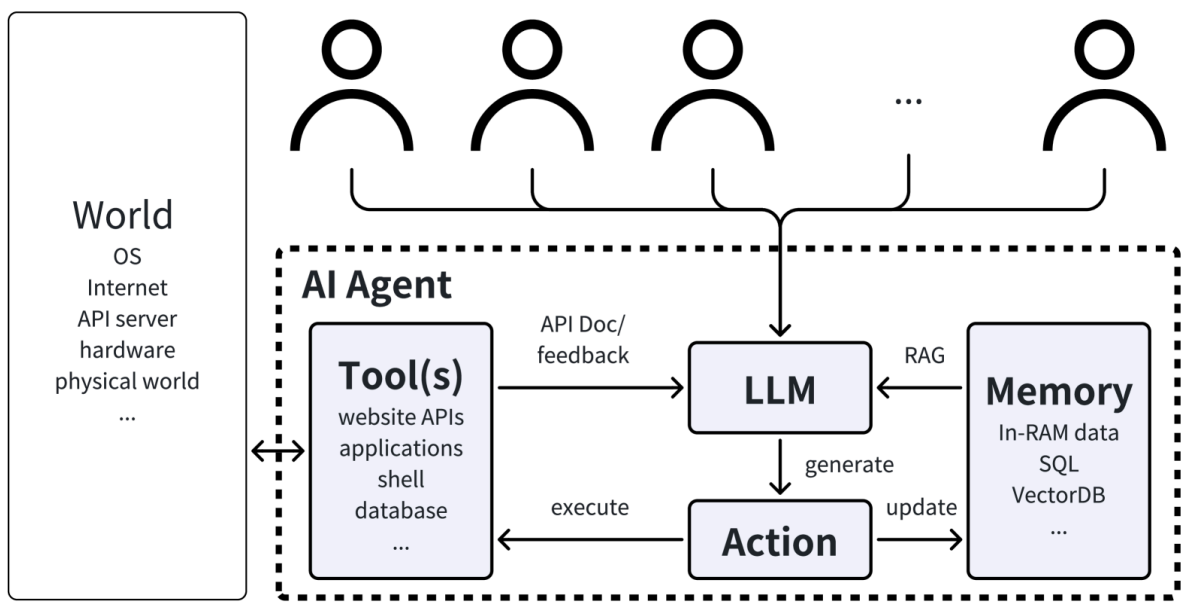 ...
World
OS
Internet
API server
hardware
physical world
...
AI Agent
Tool(s)
website APIs
applications
shell
database
...
API Doc/
feedback
LLM
RAG
generate
execute
Action
update
Memory
In-RAM data
SQL
VectorDB
...